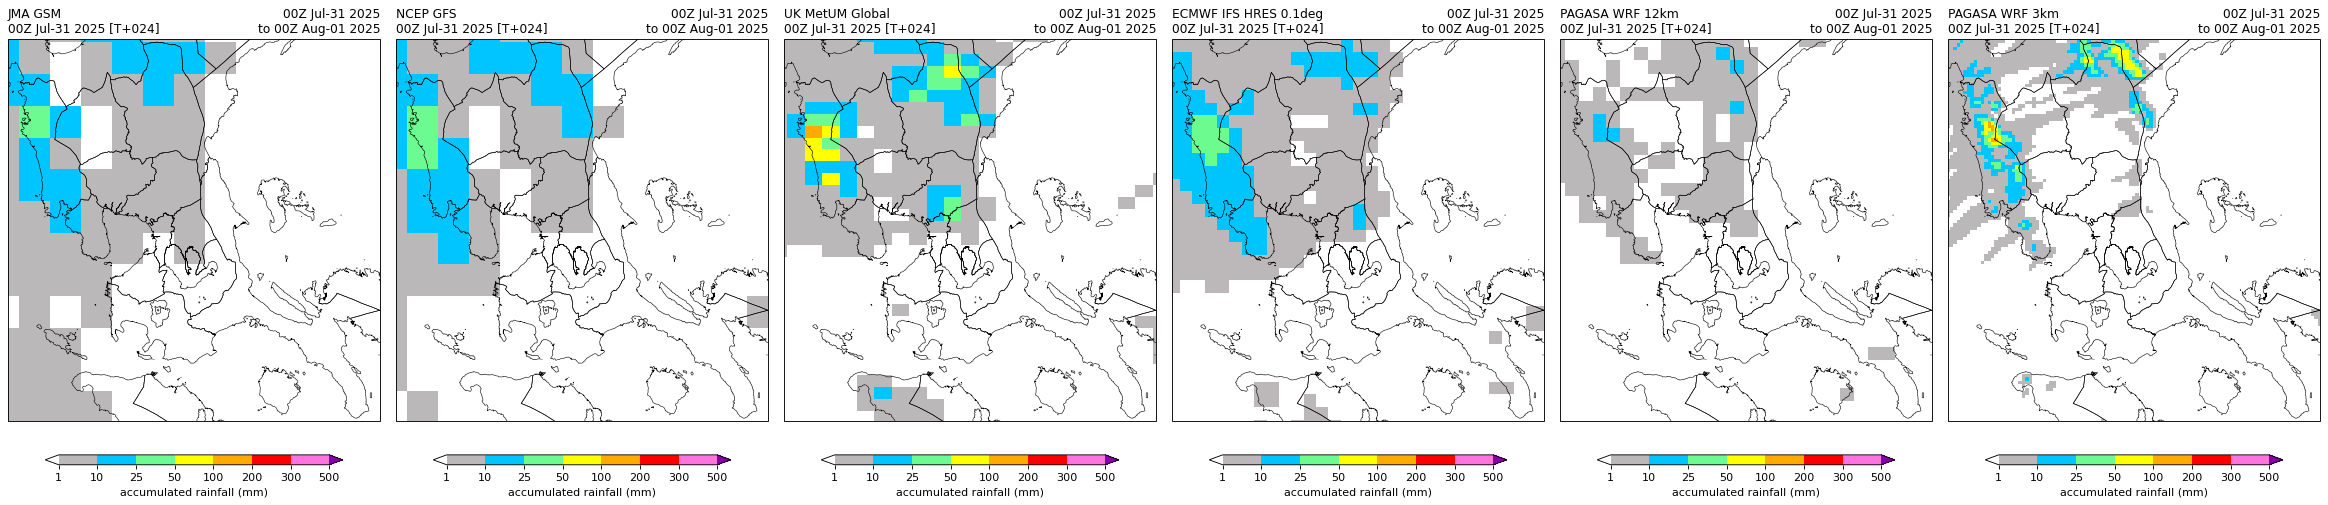 JMA GSM 00Z Jul-31 2025
00Z Jul-31 2025 [T+024] to 00Z Aug-01 2025
1 10 25 50 100 200 300 500
accumulated rainfall (mm)
NCEP GFS 00Z Jul-31 2025
00Z Jul-31 2025 [T+024] to 00Z Aug-01 2025
1 10 25 50 100 200 300 500
accumulated rainfall (mm)
UK MetUM Global 00Z Jul-31 2025
00Z Jul-31 2025 [T+024] to 00Z Aug-01 2025
1 10 25 50 100 200 300 500
accumulated rainfall (mm)
ECMWF IFS HRES 0.1deg 00Z Jul-31 2025
00Z Jul-31 2025 [T+024] to 00Z Aug-01 2025
1 10 25 50 100 200 300 500
accumulated rainfall (mm)
PAGASA WRF 12km 00Z Jul-31 2025
00Z Jul-31 2025 [T+024] to 00Z Aug-01 2025
1 10 25 50 100 200 300 500
accumulated rainfall (mm)
PAGASA WRF 3km 00Z Jul-31 2025
00Z Jul-31 2025 [T+024] to 00Z Aug-01 2025
1 10 25 50 100 200 300 500
accumulated rainfall (mm)